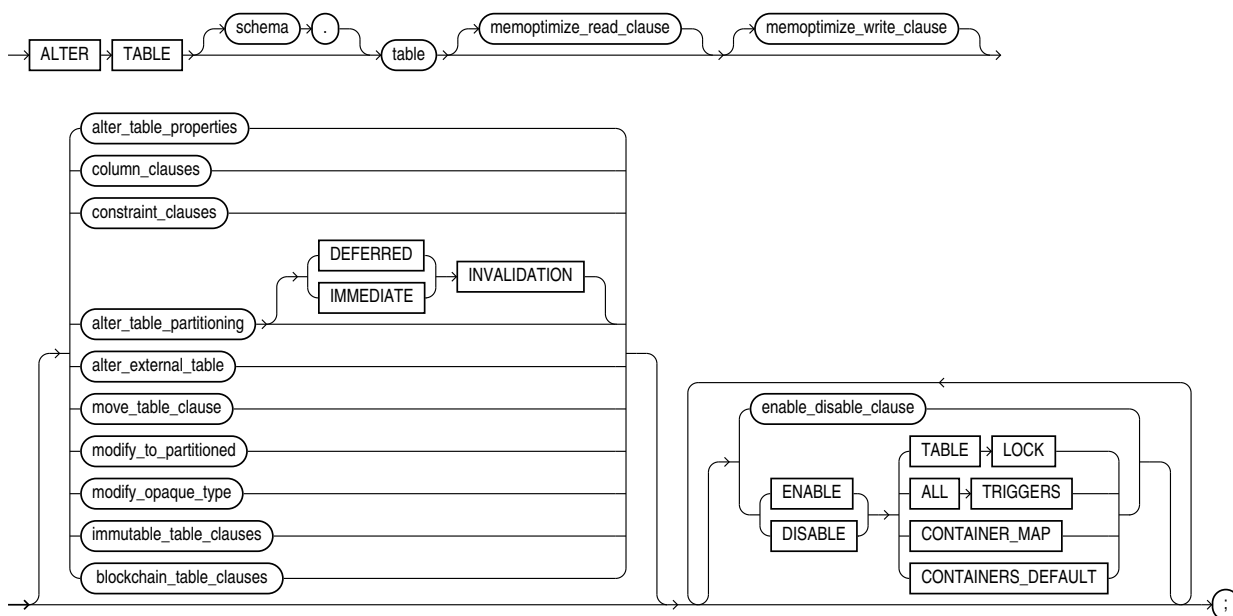 ALTER TABLE schema . table memoptimize_read_clause memoptimize_write_clause
alter_table_properties
column_clauses
constraint_clauses
DEFERRED
IMMEDIATE
INVALIDATION
alter_table_partitioning
alter_external_table
move_table_clause
modify_to_partitioned
modify_opaque_type
immutable_table_clauses
blockchain_table_clauses
enable_disable_clause
ENABLE
DISABLE
TABLE LOCK
ALL TRIGGERS
CONTAINER_MAP
CONTAINERS_DEFAULT
;